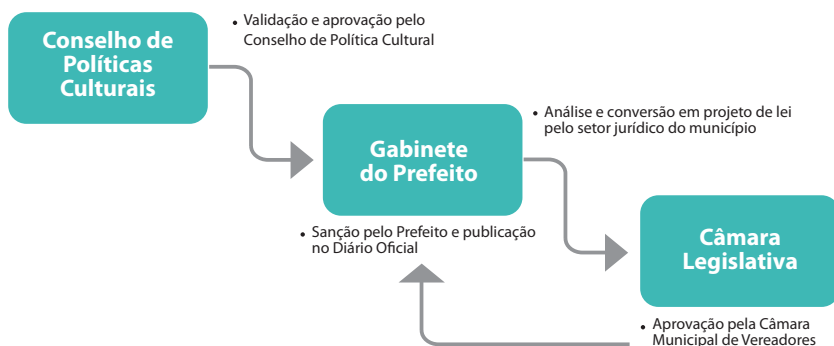 Conselho de
Políticas
Culturais
• Validação e aprovação pelo
Conselho de Política Cultural
Gabinete
do Prefeito
• Análise e conversão em projeto de lei
pelo setor jurídico do município
• Sanção pelo Prefeito e publicação
no Diário Oficial
Câmara
Legislativa
• Aprovação pela Câmara
Municipal de Vereadores